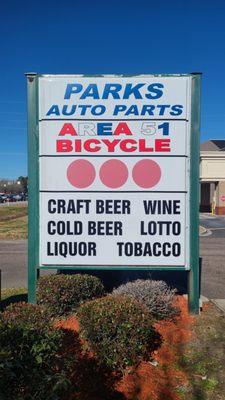 PARKS
AUTO PARTS
AREA 51
BICYCLE
CRAFT BEER WINE
COLD BEER LOTTO
LIQUOR TOBACCO